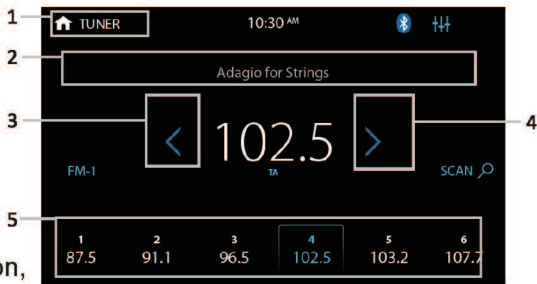 1 TUNER 10:30 AM
2
Adagio for Strings
3 102.5 4
FM-1 TA SCAN
5
1 2 3 4 5 6
87.5 91.1 96.5 102.5 103.2 107.7
on,